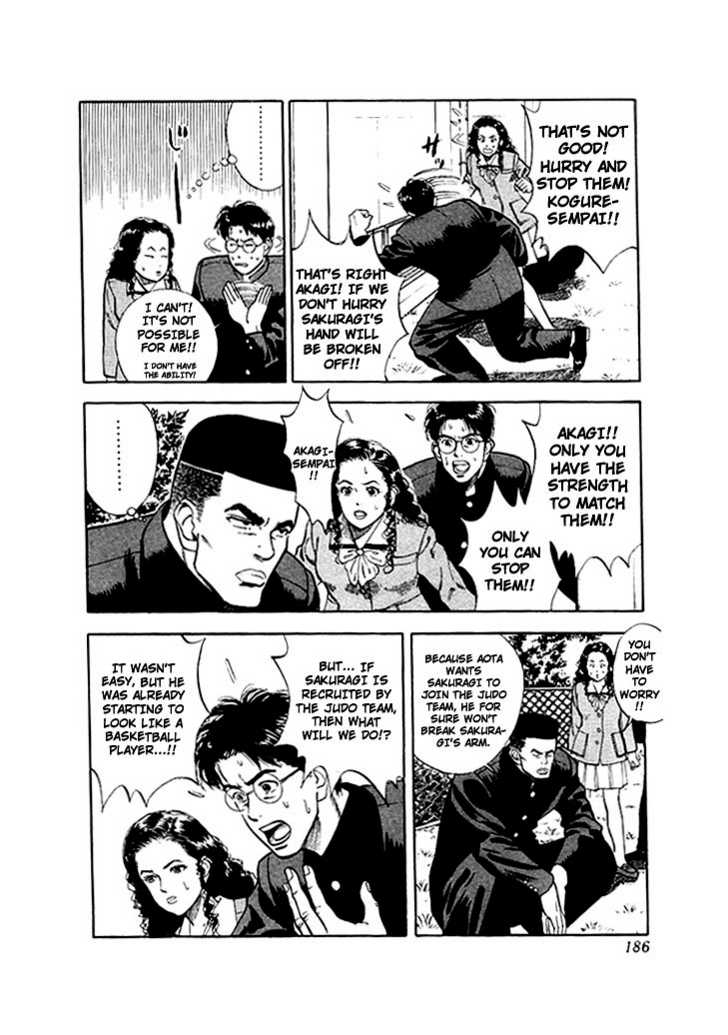 THAT'S NOT
GOOD!
HURRY AND
STOP THEM!
KOGURE-
SEMPAI!!
ガ
THAT'S RIGHT
AKAGI! IF WE
DON'T HURRY
SAKURAGI'S
HAND WILL
BE BROKEN
OFF!!
.........
じ
I CAN'T!
IT'S NOT
POSSIBLE
FOR ME!!
I DON'T HAVE
THE ABILITY!
AKAGI!!
ONLY YOU
HAVE THE
STRENGTH
TO MATCH
THEM!!
ONLY
YOU CAN
STOP
THEM!!
AKAGI-
SEMPAI
!!
.........
YOU
DON'T
HAVE
TO
WORRY
!!
BECAUSE AOTA
WANTS
SAKURAGI TO
JOIN THE JUDO
TEAM, HE FOR
SURE WON'T
BREAK SAKURA-
GI'S ARM.
BUT... IF
SAKURAGI IS
RECRUITED BY
THE JUDO TEAM,
THEN WHAT
WILL WE DO!?
IT WASN'T
EASY, BUT HE
WAS ALREADY
STARTING TO
LOOK LIKE A
BASKETBALL
PLAYER...!!
186